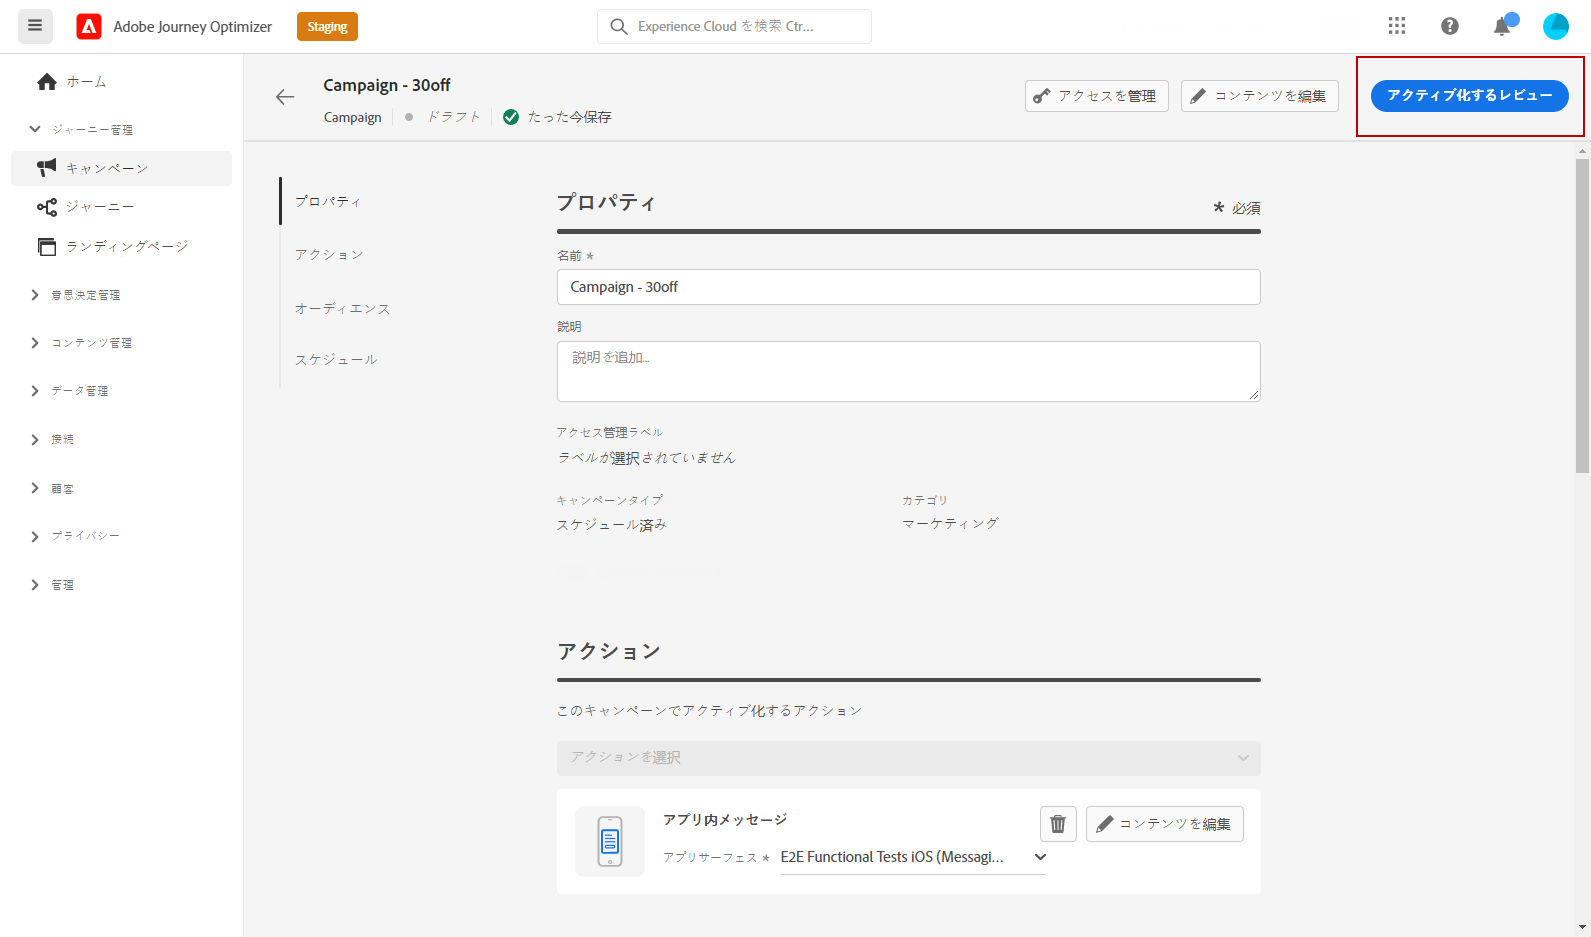 Adobe Journey Optimizer
Staging
Experience Cloud を検索 Ctr...
ホーム
ジャーニー管理
キャンペーン
ジャーニー
ランディングページ
意思決定管理
コンテンツ管理
データ管理
接続
顧客
プライバシー
管理
Campaign - 30off
Campaign
ドラフト
たった今保存
アクセスを管理
コンテンツを編集
アクティブ化するレビュー
プロパティ
アクション
オーディエンス
スケジュール
プロパティ
* 必須
名前 *
Campaign - 30off
説明
説明を追加...
アクセス管理ラベル
ラベルが選択されていません
キャンペーンタイプ
カテゴリ
スケジュール済み
マーケティング
アクション
このキャンペーンでアクティブ化するアクション
アクションを選択
アプリ内メッセージ
コンテンツを編集
アプリサーフェス * E2E Functional Tests iOS (Messagi...